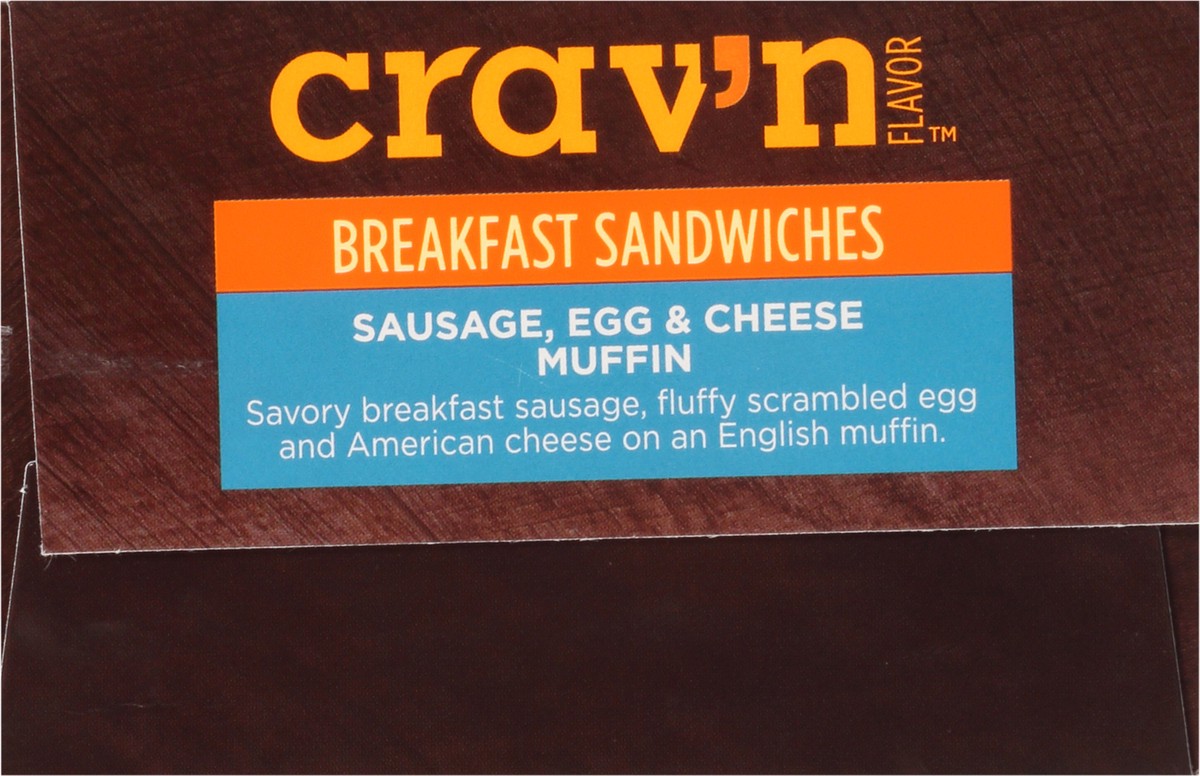 crav'n FLAVOR™
BREAKFAST SANDWICHES
SAUSAGE, EGG & CHEESE
MUFFIN
Savory breakfast sausage, fluffy scrambled egg
and American cheese on an English muffin.